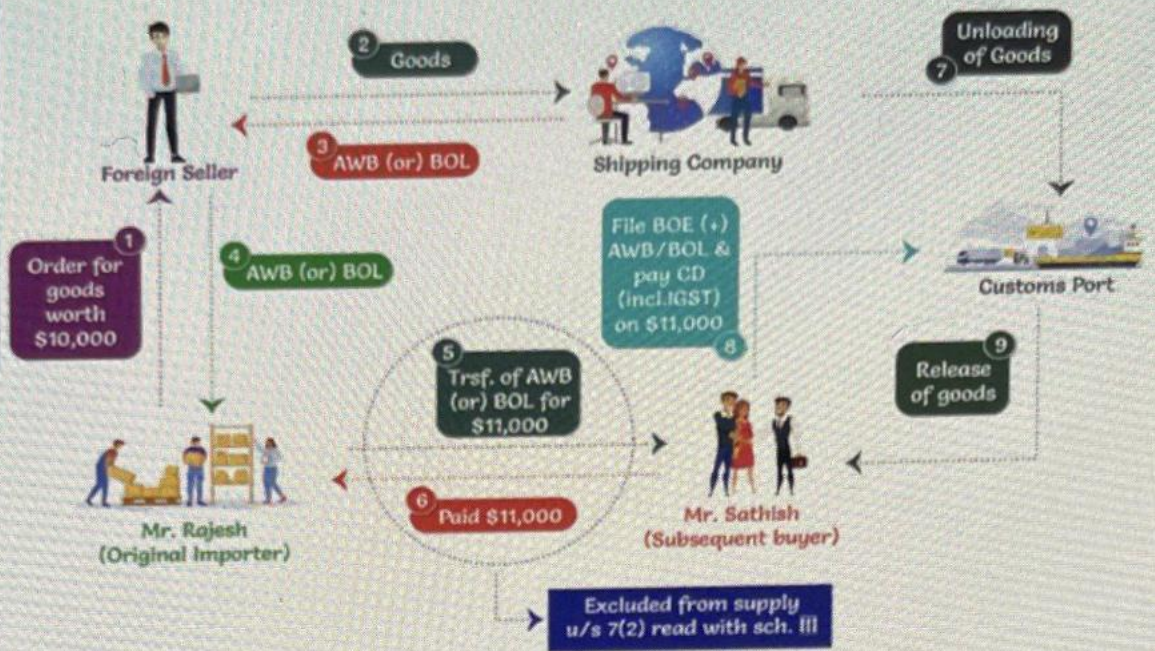 2
Goods
Unloading
of Goods
7
3
AWB (or) BOL
Foreign Seller
Shipping Company
1
Order for
goods
worth
$10,000
4
AWB (or) BOL
File BOE (+)
AWB/BOL &
pay CD
(incl.IGST)
on $11,000
8
Customs Port
5
Trsf. of AWB
(or) BOL for
$11,000
9
Release
of goods
6
Paid $11,000
Mr. Rajesh
(Original Importer)
Mr. Sathish
(Subsequent buyer)
Excluded from supply
u/s 7(2) read with sch. III